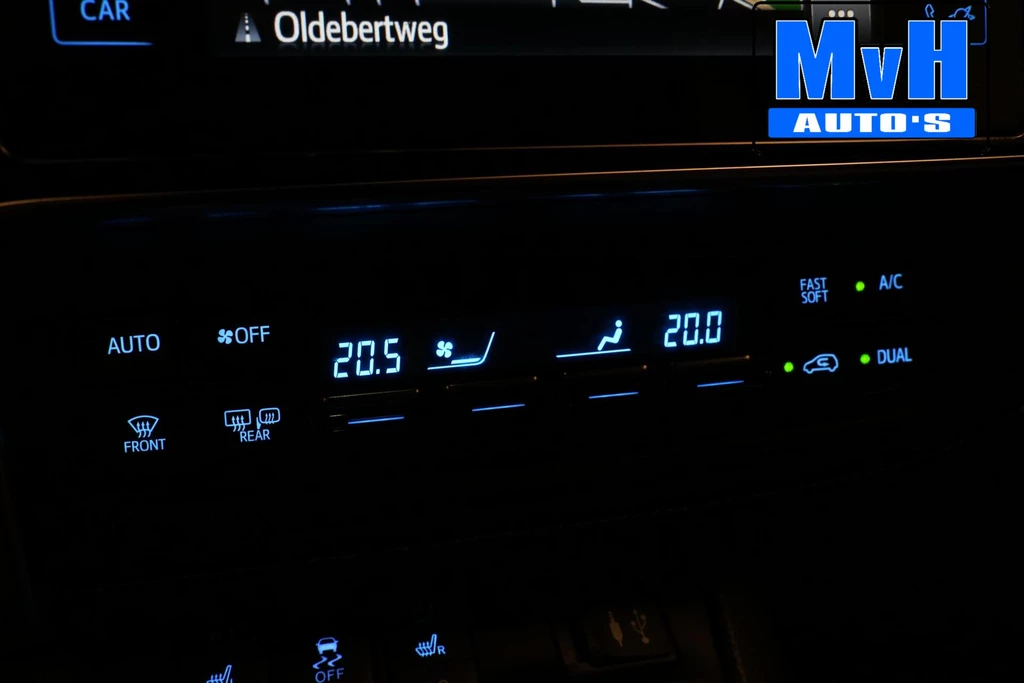 CAR
Oldebertweg
MvH
AUTO'S
AUTO
OFF
20.5
20.0
FAST
SOFT
A/C
DUAL
FRONT
REAR
OFF
R